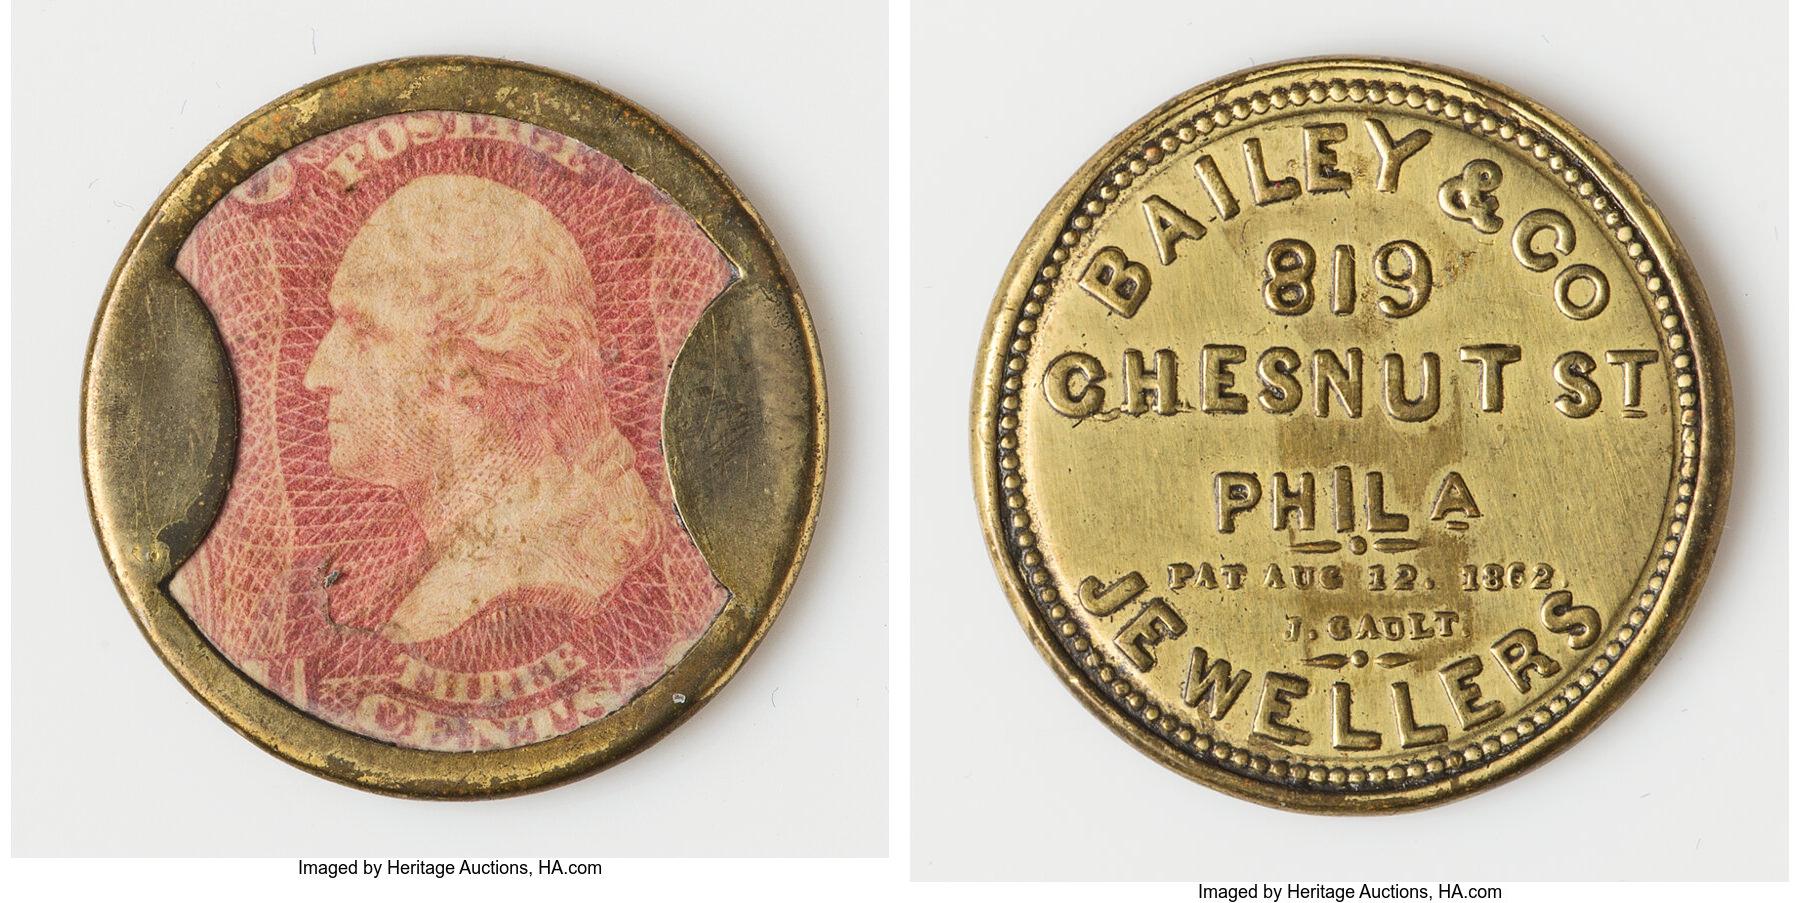 POSTAGE
THREE
CENTS
Imaged by Heritage Auctions, HA.com
BAILEY & CO
819
CHESNUT ST
PHILA
PAT AUG 12. 1862.
J. GAULT.
JEWELLERS
Imaged by Heritage Auctions, HA.com